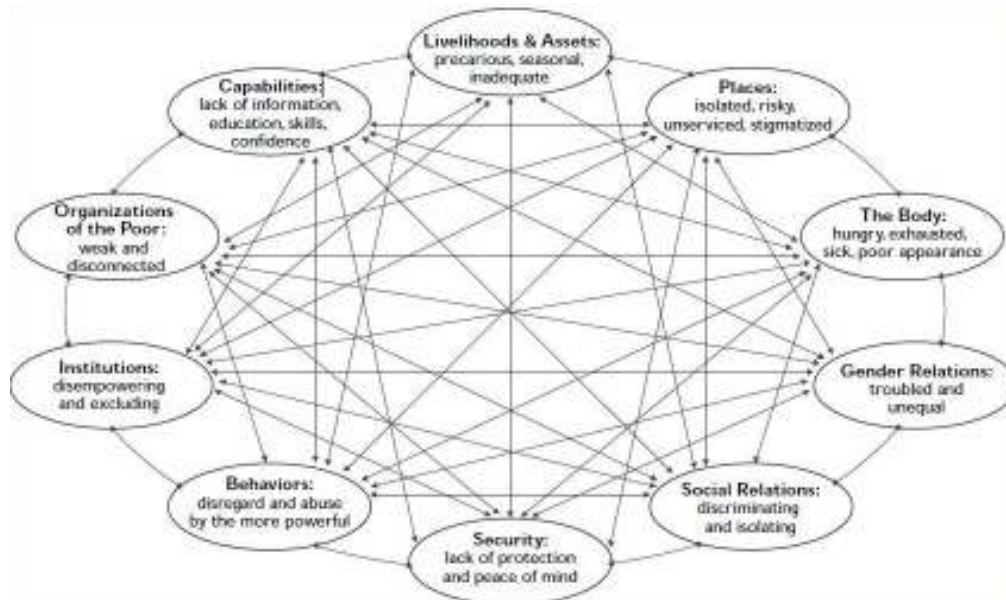 Livelihoods & Assets:
precarious, seasonal,
inadequate
Capabilities:
lack of information,
education, skills,
confidence
Places:
isolated, risky,
unserviced, stigmatized
Organizations
of the Poor:
weak and
disconnected
The Body:
hungry, exhausted,
sick, poor appearance
Institutions:
disempowering
and excluding
Gender Relations:
troubled and
unequal
Behaviors:
disregard and abuse
by the more powerful
Social Relations:
discriminating
and isolating
Security:
lack of protection
and peace of mind